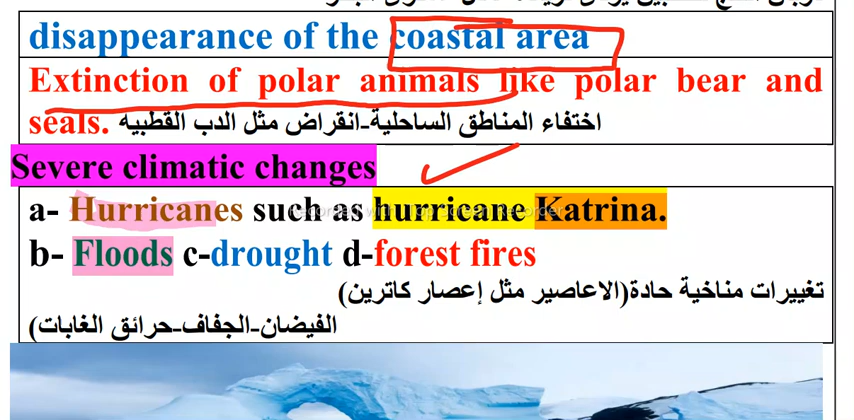 disappearance of the coastal area
Extinction of polar animals like polar bear and
seals. اختفاء المناطق الساحلية-انقراض مثل الدب القطبيه
Severe climatic changes
a- Hurricanes such as hurricane Katrina.
b- Floods c-drought d-forest fires
تغييرات مناخية حادة(الاعاصير مثل إعصار كاترين)
الفيضان-الجفاف-حرائق الغابات)